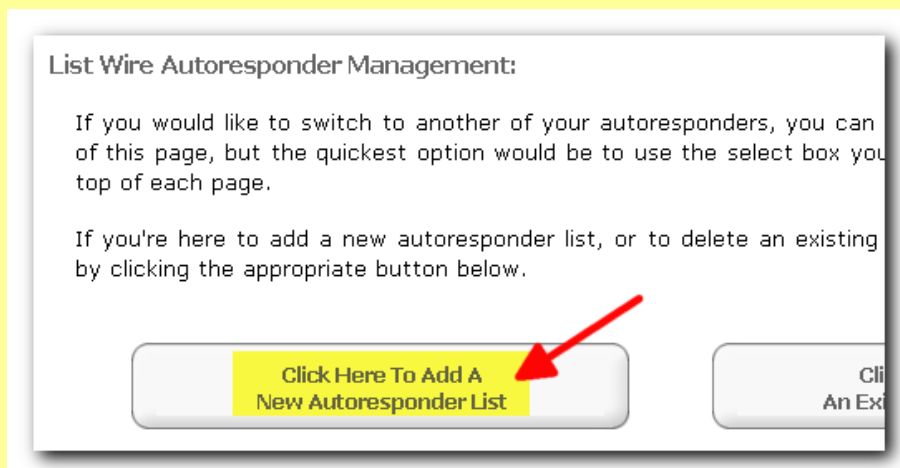 List Wire Autoresponder Management:
If you would like to switch to another of your autoresponders, you can
of this page, but the quickest option would be to use the select box you
top of each page.
If you're here to add a new autoresponder list, or to delete an existing
by clicking the appropriate button below.
Click Here To Add A
New Autoresponder List
Cli
An Exi